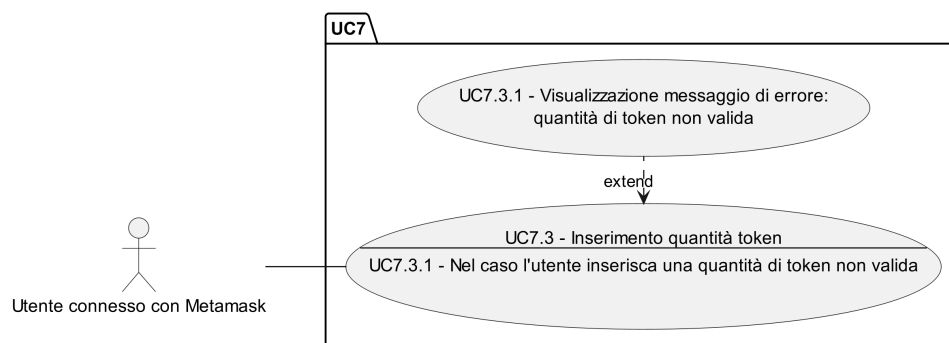 UC7
UC7.3.1 - Visualizzazione messaggio di errore:
quantità di token non valida
extend
UC7.3 - Inserimento quantità token
UC7.3.1 - Nel caso l'utente inserisca una quantità di token non valida
Utente connesso con Metamask